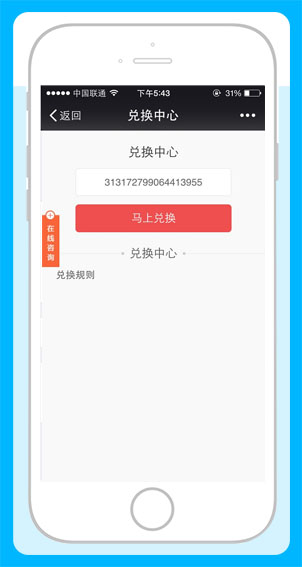 中国联通 下午5:43 31%
返回 兑换中心
兑换中心
313172799064413955
马上兑换
在线咨询
兑换中心
兑换规则